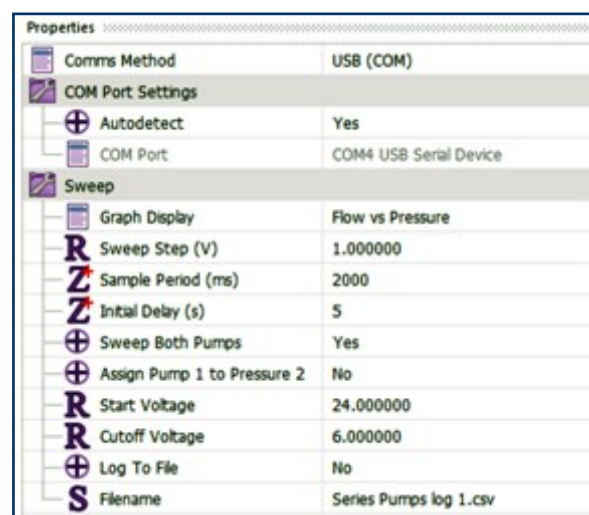 Properties
Comms Method USB (COM)
COM Port Settings
Autodetect Yes
COM Port COM4 USB Serial Device
Sweep
Graph Display Flow vs Pressure
R Sweep Step (V) 1.000000
Z+ Sample Period (ms) 2000
Z+ Initial Delay (s) 5
Sweep Both Pumps Yes
Assign Pump 1 to Pressure 2 No
R Start Voltage 24.000000
R Cutoff Voltage 6.000000
Log To File No
S Filename Series Pumps log 1.csv